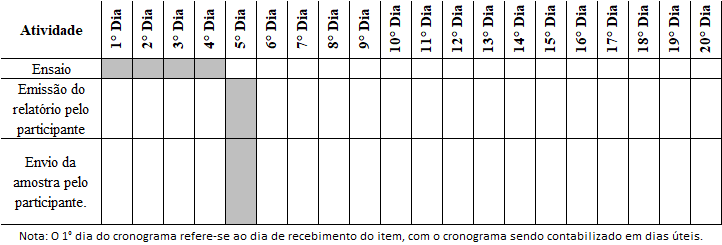 Atividade
1° Dia
2° Dia
3° Dia
4° Dia
5° Dia
6° Dia
7° Dia
8° Dia
9° Dia
10° Dia
11° Dia
12° Dia
13° Dia
14° Dia
15° Dia
16° Dia
17° Dia
18° Dia
19° Dia
20° Dia
Ensaio
Emissão do
relatório pelo
participante
Envio da
amostra pelo
participante.
Nota: O 1° dia do cronograma refere-se ao dia de recebimento do item, com o cronograma sendo contabilizado em dias úteis.